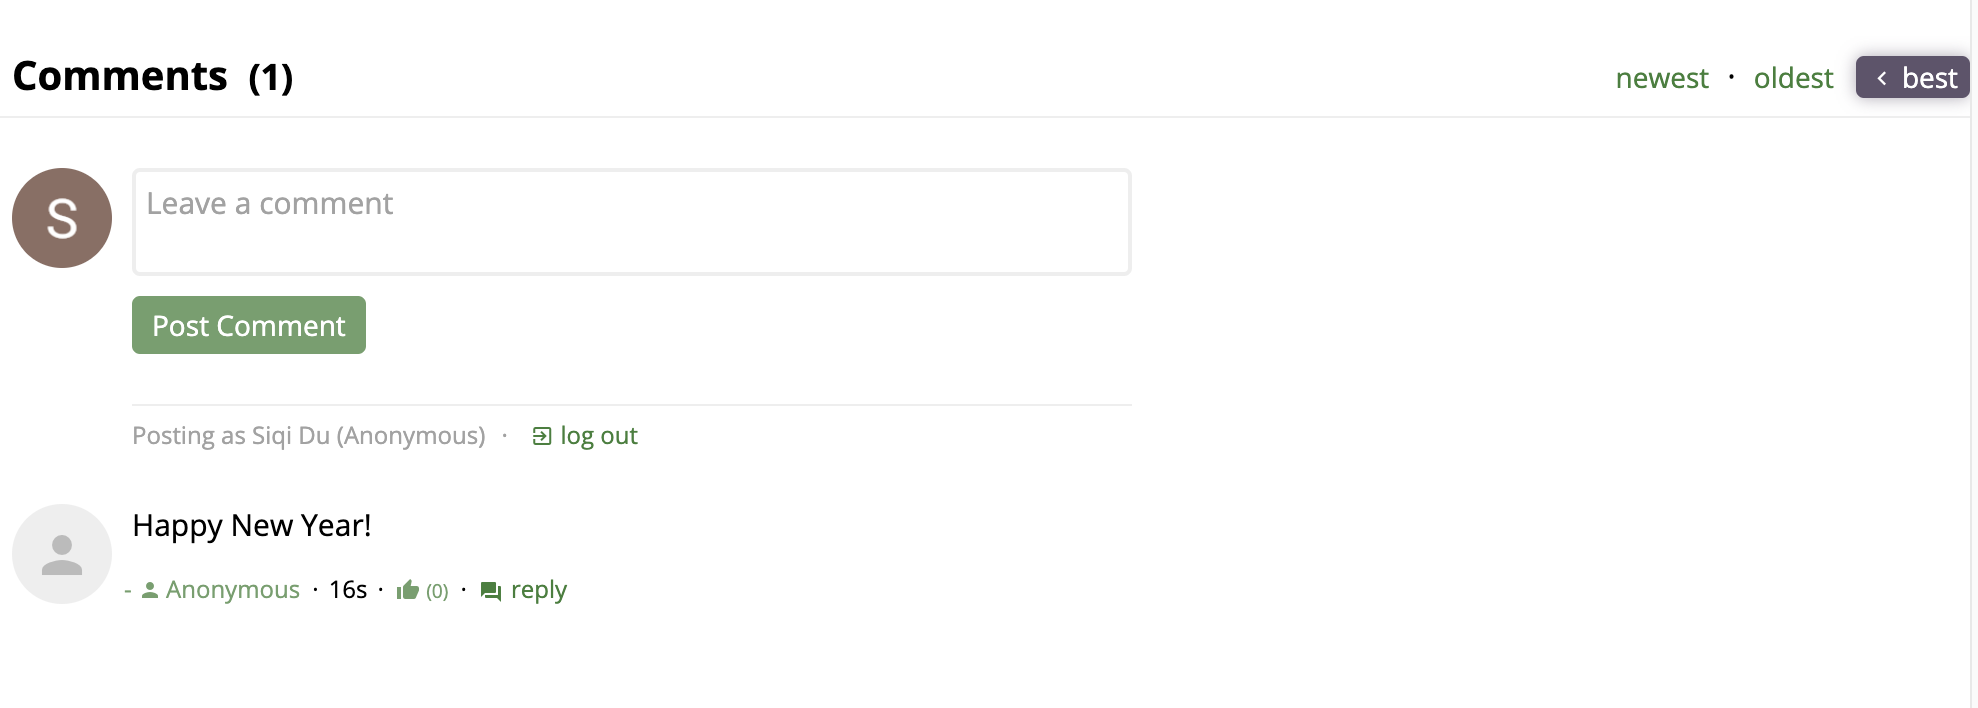 Comments (1)
newest · oldest ‹ best
S
Leave a comment
Post Comment
Posting as Siqi Du (Anonymous) · log out
Happy New Year!
- Anonymous · 16s · (0) · reply